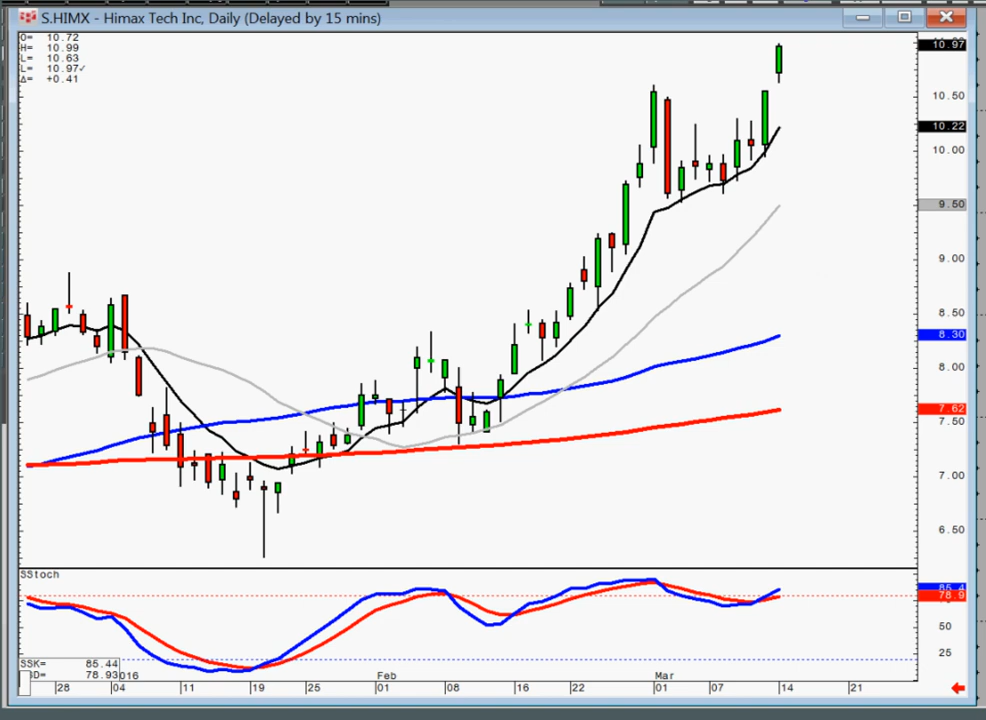 S.HIMX - Himax Tech Inc, Daily (Delayed by 15 mins)
O= 10.72
H= 10.99
L= 10.63
L= 10.97✓
Δ= +0.41
10.97
10.50
10.22
10.00
9.50
9.00
8.50
8.30
8.00
7.62
7.50
7.00
6.50
SStoch
85.4
78.9
50
25
SSK= 85.44
SD= 78.93
016
Feb
Mar
28
04
11
19
25
01
08
16
22
01
07
14
21